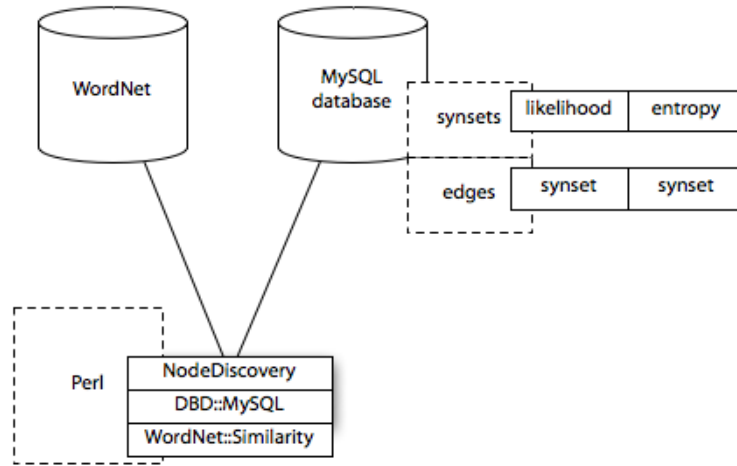 WordNet
MySQL
database
synsets
likelihood entropy
edges
synset synset
Perl
NodeDiscovery
DBD::MySQL
WordNet::Similarity